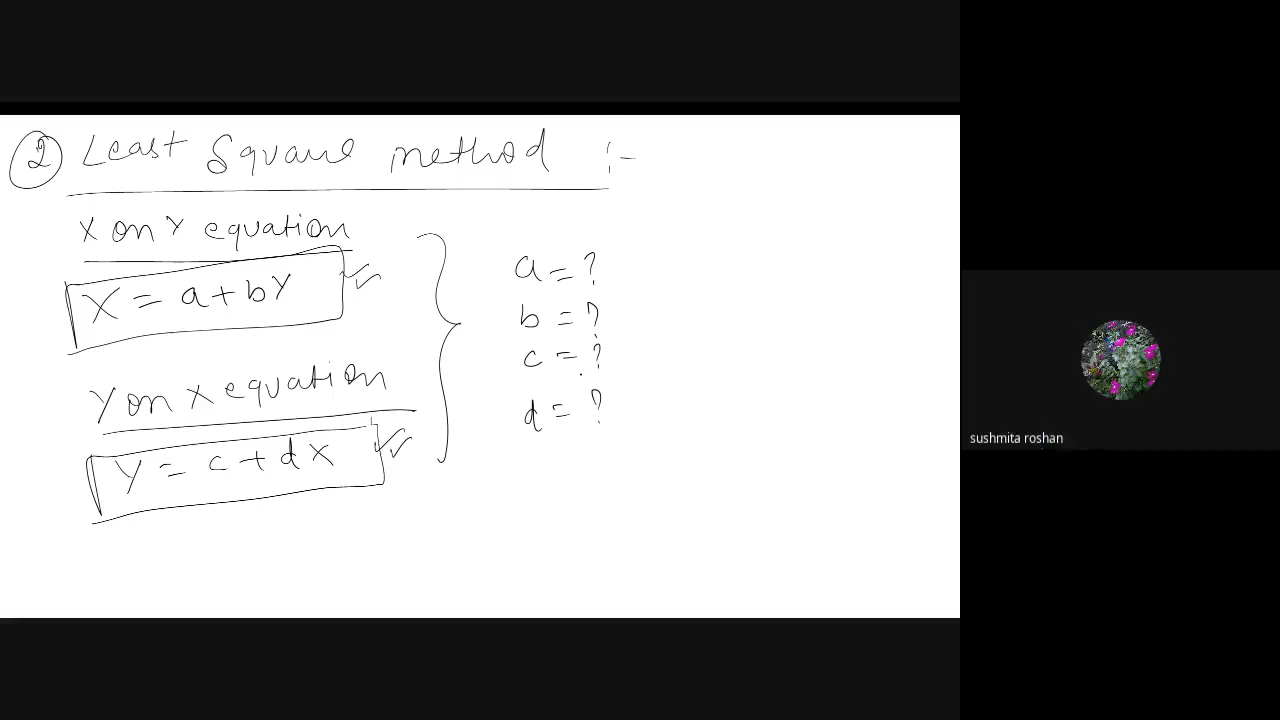 ② Least Square method :-
X on Y equation
X = a + bY
Y on X equation
Y = c + dX
a = ?
b = ?
c = ?
d = ?
sushmita roshan